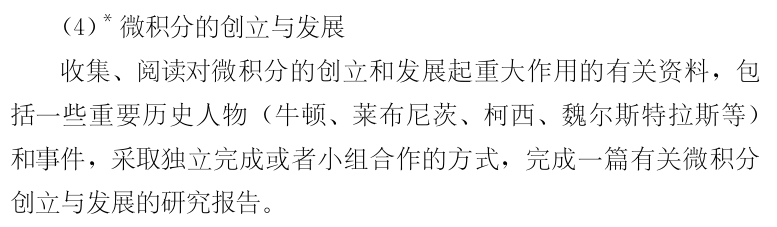 (4)* 微积分的创立与发展
收集、阅读对微积分的创立和发展起重大作用的有关资料，包
括一些重要历史人物（牛顿、莱布尼茨、柯西、魏尔斯特拉斯等）
和事件，采取独立完成或者小组合作的方式，完成一篇有关微积分
创立与发展的研究报告。